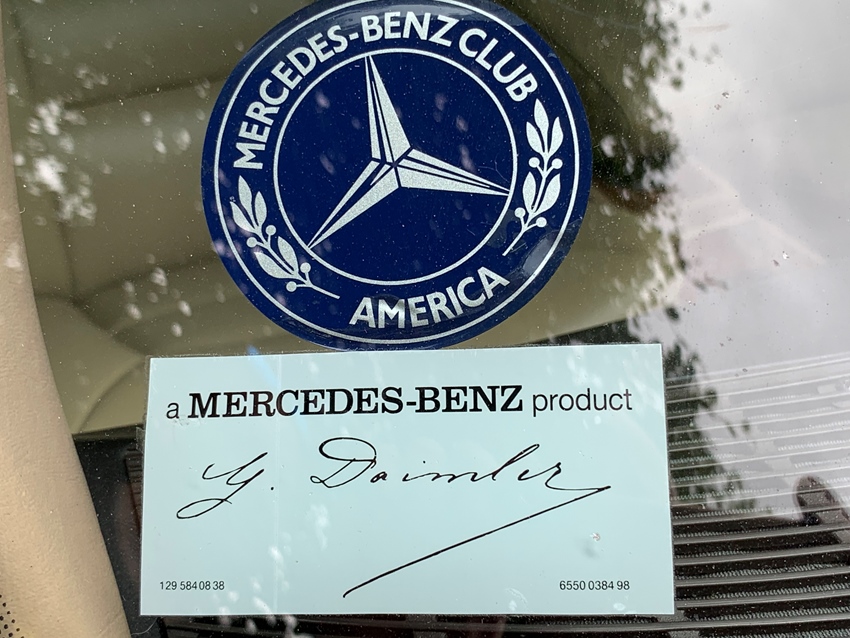 MERCEDES-BENZ CLUB
AMERICA
a MERCEDES-BENZ product
G. Daimler
129 584 08 38
6550 0384 98